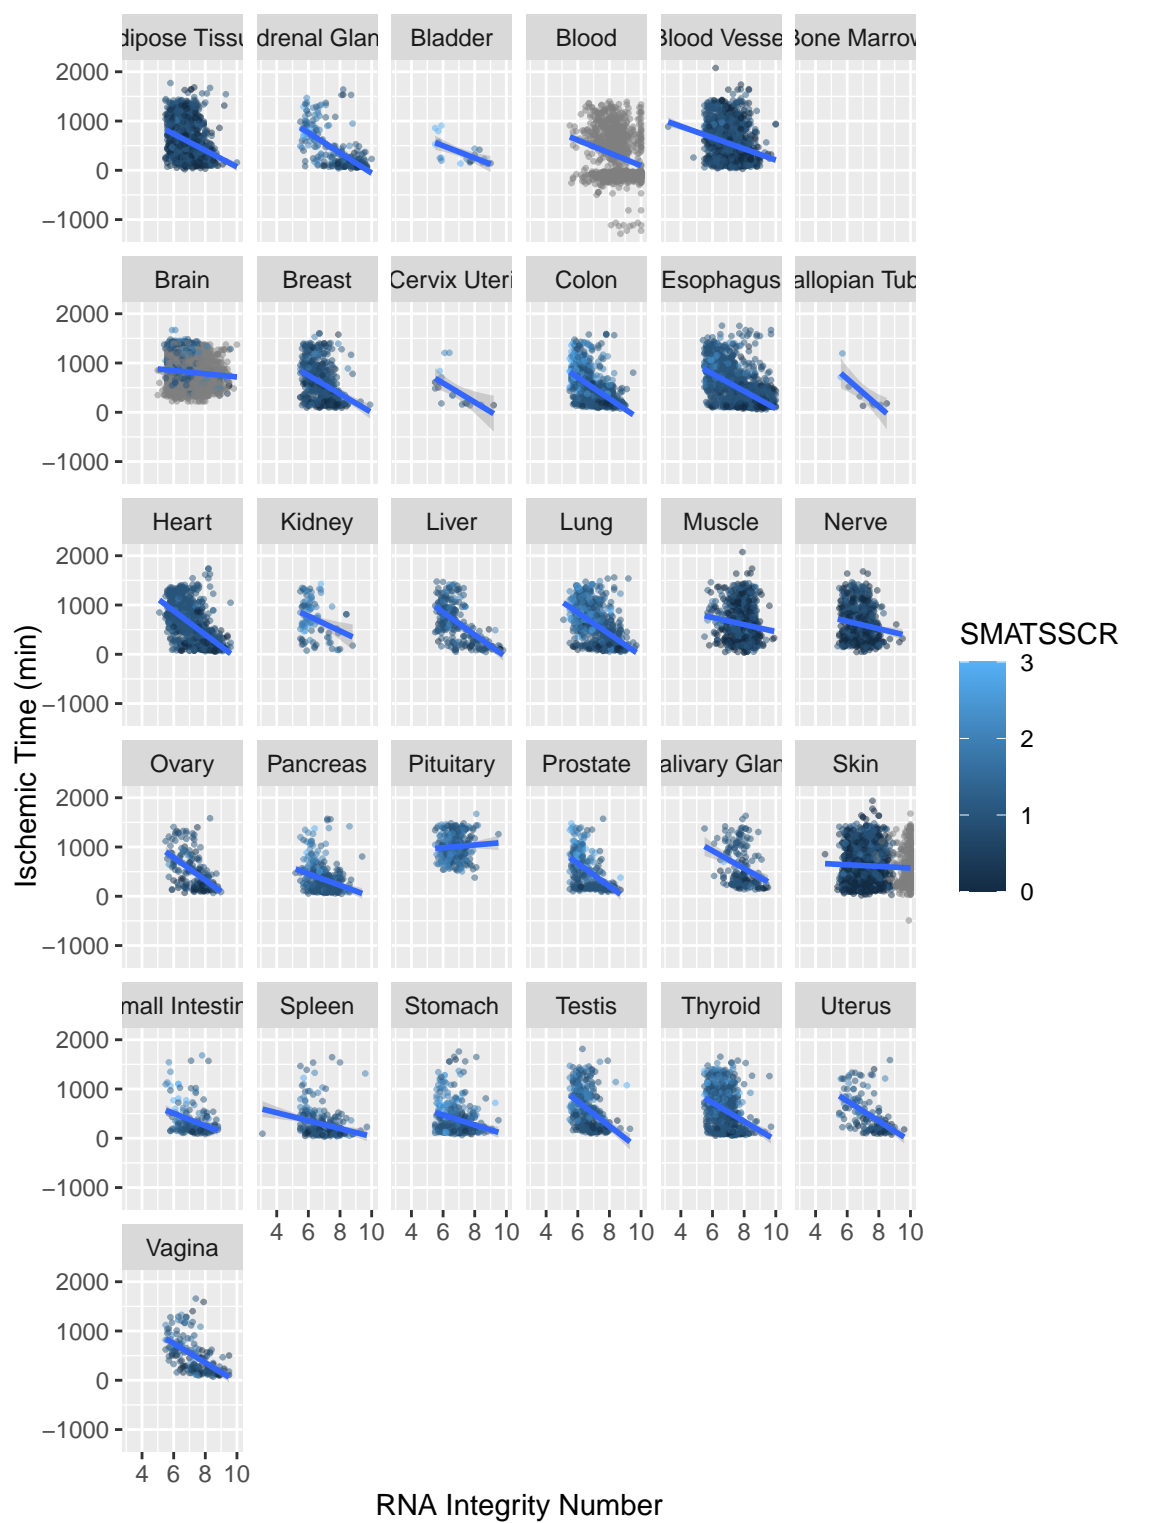 dipose Tissu drenal Glan Bladder Blood Blood Vesse Bone Marrow
2000
1000
0
−1000
Brain Breast Cervix Uteri Colon Esophagus allopian Tub
2000
1000
0
−1000
Heart Kidney Liver Lung Muscle Nerve
2000
1000
0
−1000
Ovary Pancreas Pituitary Prostate alivary Glan Skin
2000
1000
0
−1000
mall Intestin Spleen Stomach Testis Thyroid Uterus
2000
1000
0
−1000
4 6 8 10 4 6 8 10 4 6 8 10 4 6 8 10 4 6 8 10
Vagina
2000
1000
0
−1000
4 6 8 10
RNA Integrity Number
Ischemic Time (min)
SMATSSCR
3
2
1
0